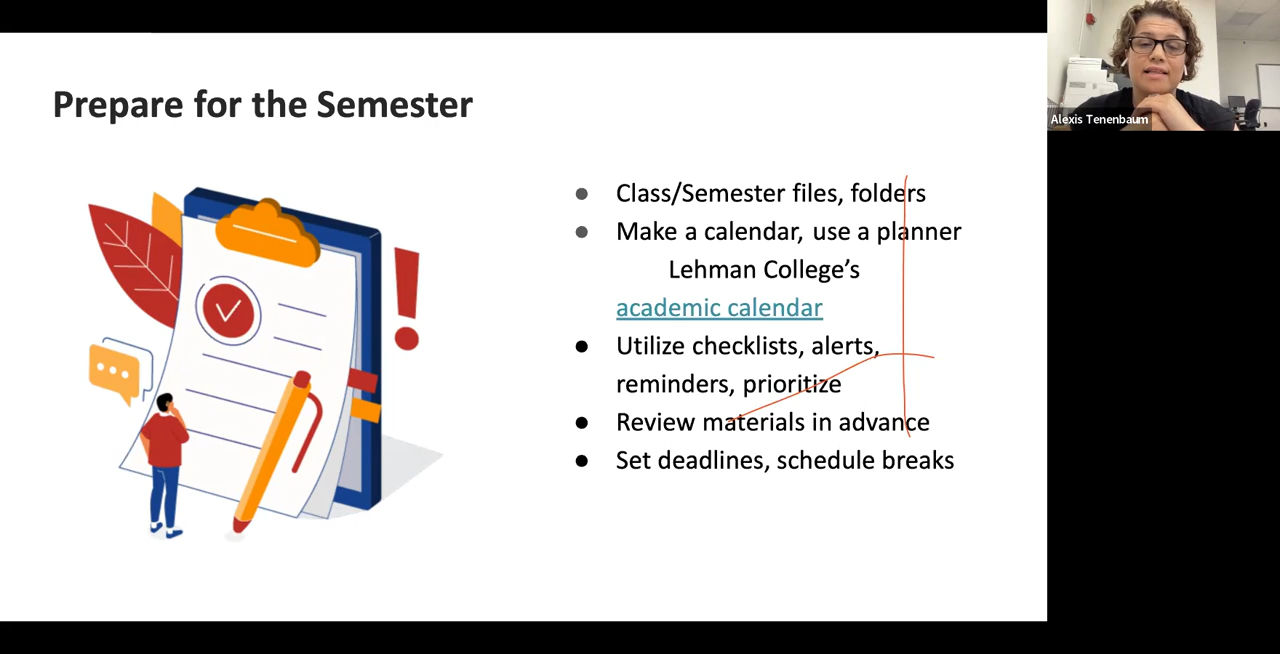 Prepare for the Semester
● Class/Semester files, folders
● Make a calendar, use a planner
Lehman College’s
academic calendar
● Utilize checklists, alerts,
reminders, prioritize
● Review materials in advance
● Set deadlines, schedule breaks
Alexis Tenenbaum